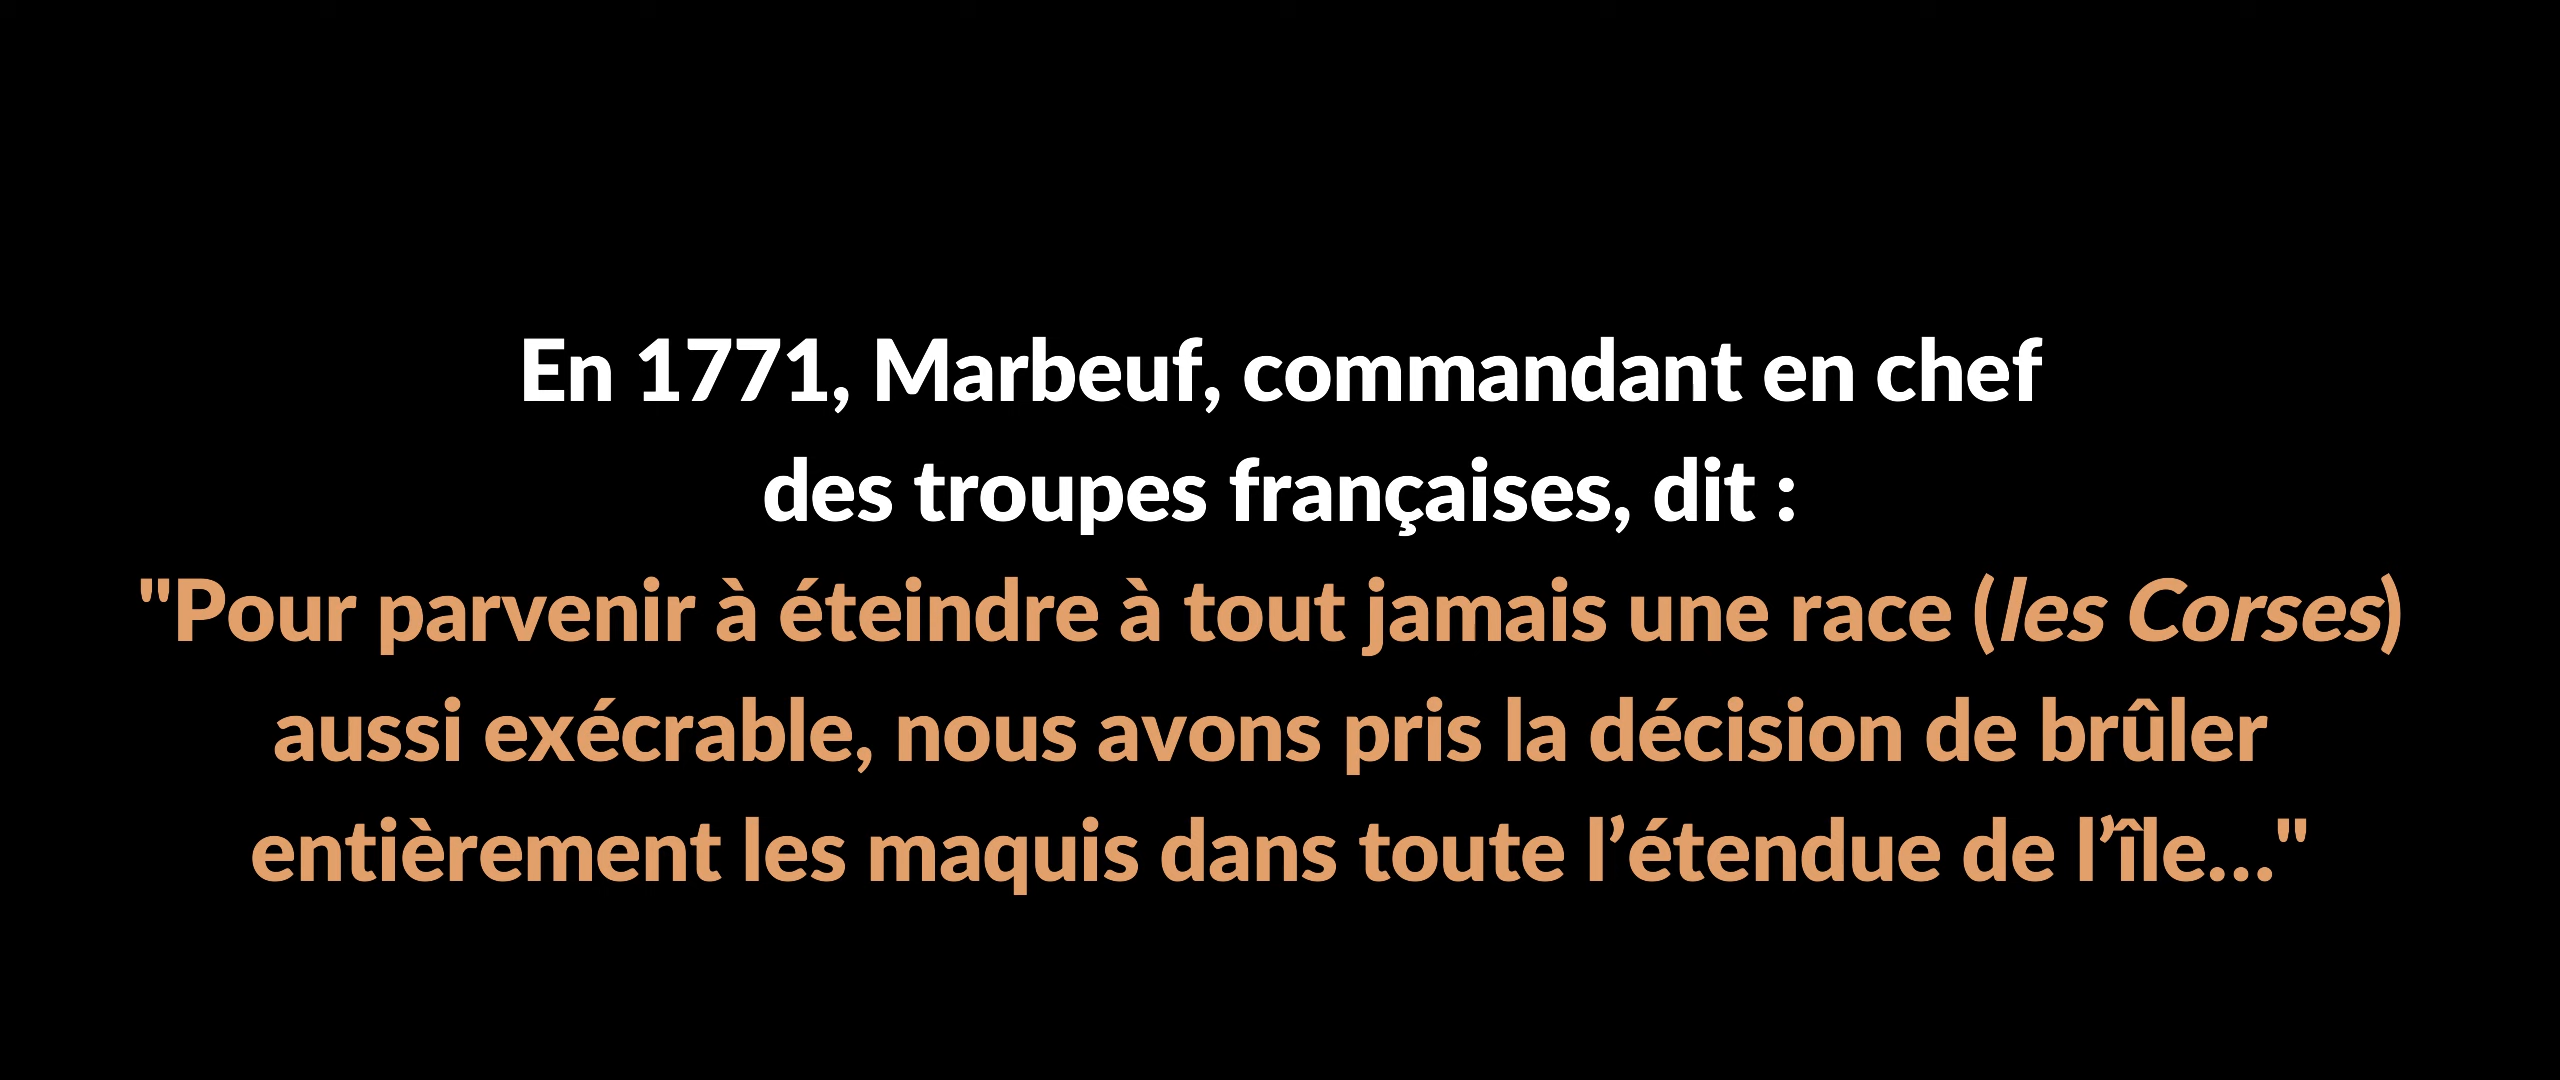 En 1771, Marbeuf, commandant en chef
des troupes françaises, dit :
"Pour parvenir à éteindre à tout jamais une race (les Corses)
aussi exécrable, nous avons pris la décision de brûler
entièrement les maquis dans toute l’étendue de l’île..."